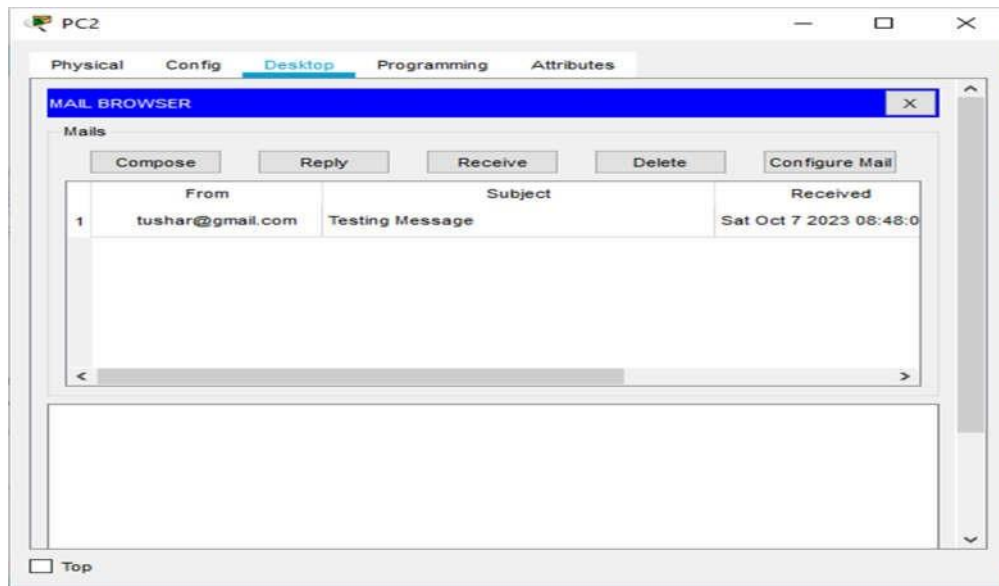 PC2
Physical Config Desktop Programming Attributes
MAIL BROWSER X
Mails
Compose Reply Receive Delete Configure Mail
From Subject Received
1 tushar@gmail.com Testing Message Sat Oct 7 2023 08:48:0
Top